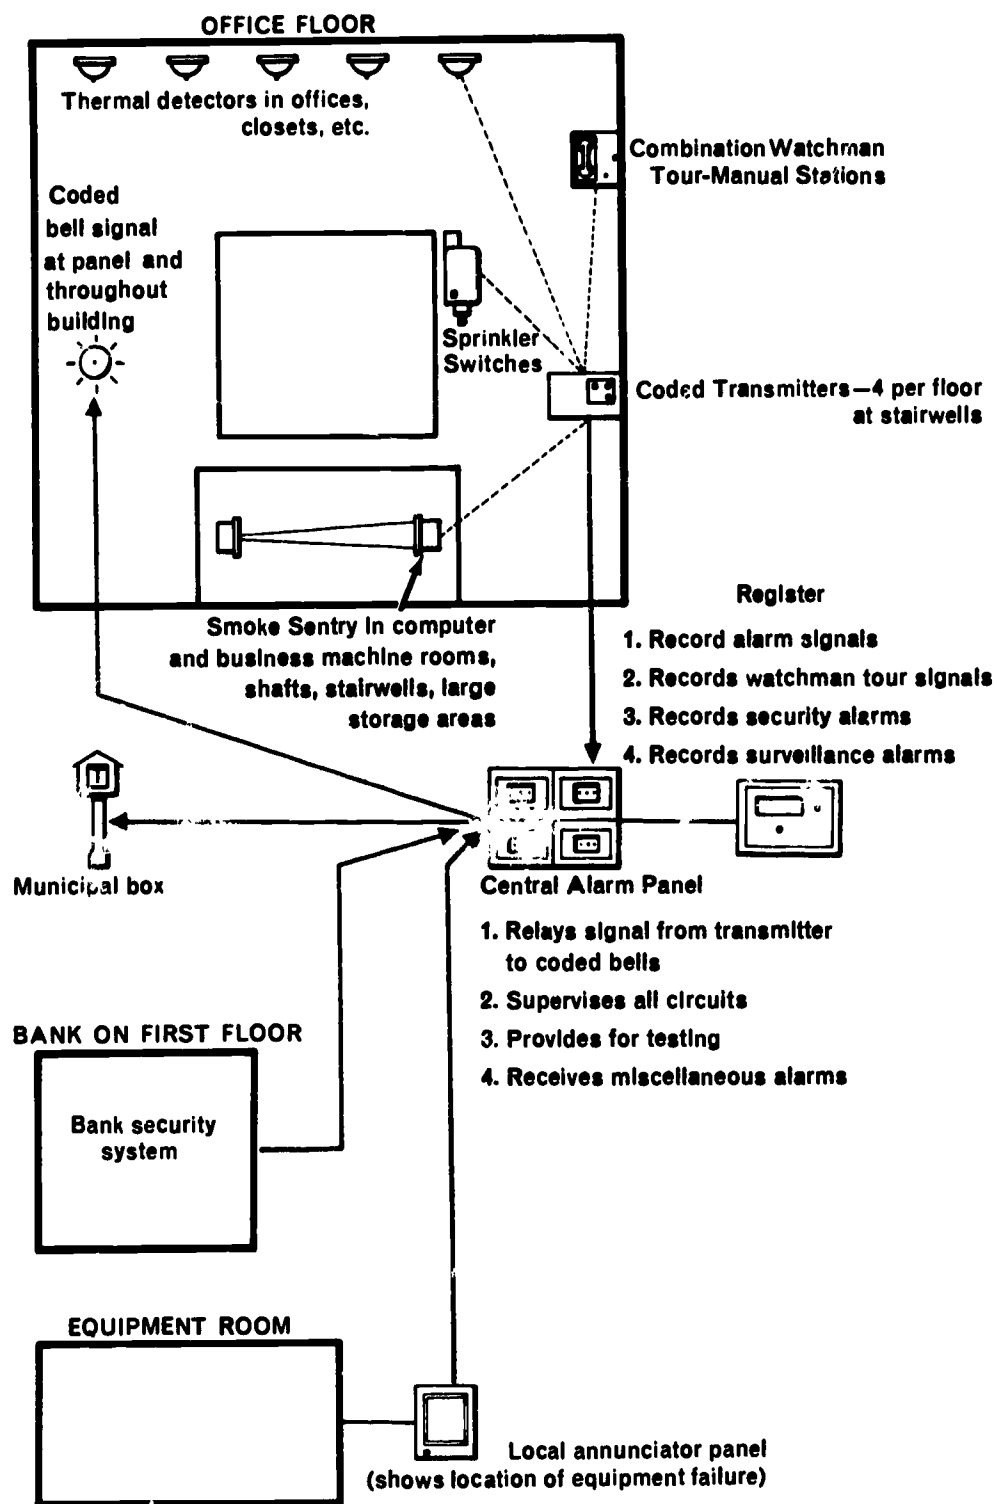 OFFICE FLOOR
Thermal detectors in offices,
closets, etc.
Combination Watchman
Tour-Manual Stations
Coded
bell signal
at panel and
throughout
building
Sprinkler
Switches
Coded Transmitters—4 per floor
at stairwells
Smoke Sentry in computer
and business machine rooms,
shafts, stairwells, large
storage areas
Register
1. Record alarm signals
2. Records watchman tour signals
3. Records security alarms
4. Records surveillance alarms
Municipal box
Central Alarm Panel
1. Relays signal from transmitter
to coded bells
2. Supervises all circuits
3. Provides for testing
4. Receives miscellaneous alarms
BANK ON FIRST FLOOR
Bank security
system
EQUIPMENT ROOM
Local annunciator panel
(shows location of equipment failure)